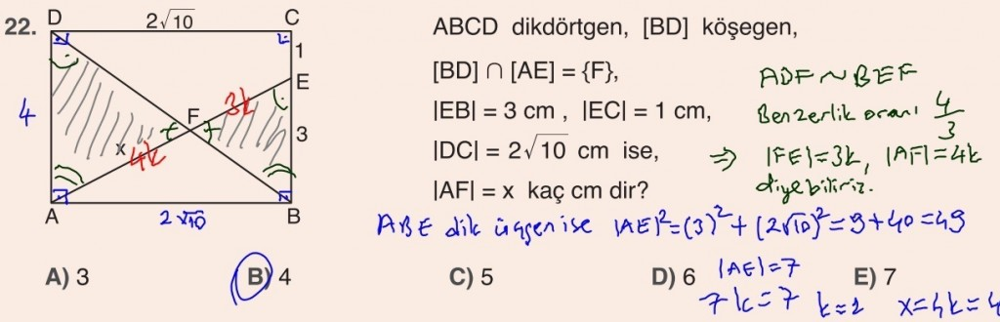 22.
D 2√10 C
1
E
4
3k
F
3
x
4k
A 2√10 B
ABCD dikdörtgen, [BD] köşegen,
[BD] ∩ [AE] = {F},
|EB| = 3 cm , |EC| = 1 cm,
|DC| = 2√10 cm ise,
|AF| = x kaç cm dir?
ADF ~ BEF
Benzerlik oranı 4/3
⇒ |FE|=3k, |AF|=4k
diyebiliriz.
ABE dik üçgen ise |AE|²=(3)²+(2√10)²=9+40=49
|AE|=7
7k=7 k=1 x=4k=4
A) 3 B) 4 C) 5 D) 6 E) 7